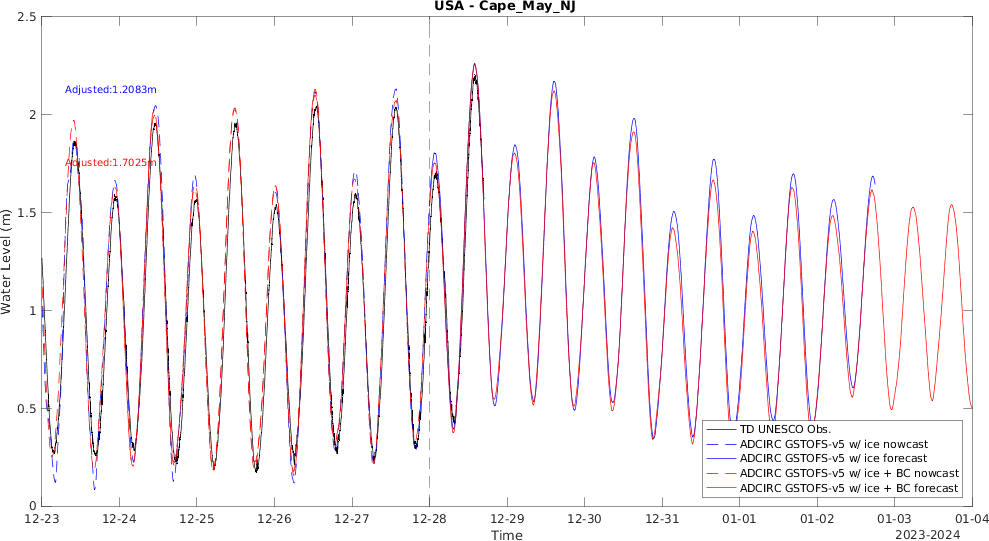 USA - Cape_May_NJ
Water Level (m)
2.5
2
1.5
1
0.5
0
Adjusted:1.2083m
Adjusted:1.7025m
TD UNESCO Obs.
ADCIRC GSTOFS-v5 w/ ice nowcast
ADCIRC GSTOFS-v5 w/ ice forecast
ADCIRC GSTOFS-v5 w/ ice + BC nowcast
ADCIRC GSTOFS-v5 w/ ice + BC forecast
12-23 12-24 12-25 12-26 12-27 12-28 12-29 12-30 12-31 01-01 01-02 01-03 01-04
Time
2023-2024